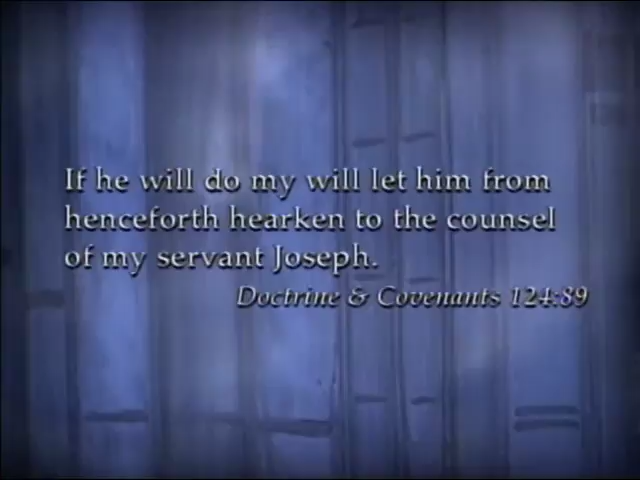 If he will do my will let him from
henceforth hearken to the counsel
of my servant Joseph.
Doctrine & Covenants 124:89